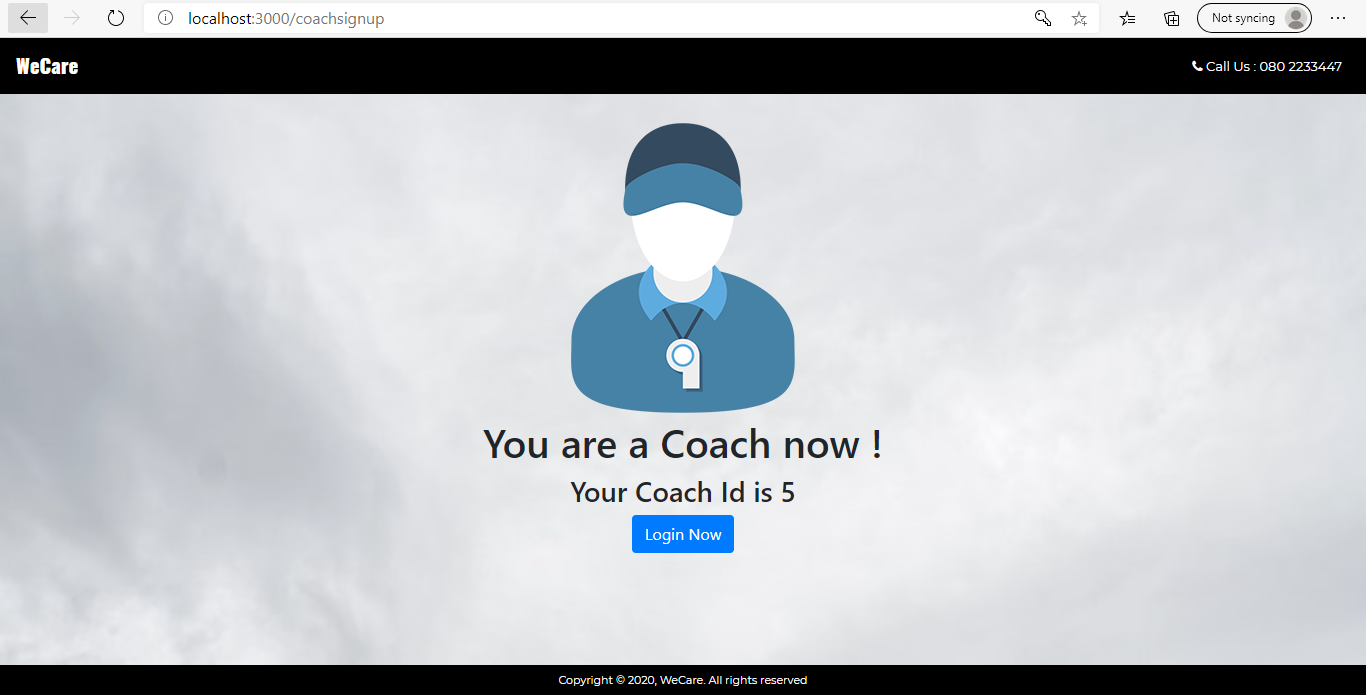 localhost:3000/coachsignup
Not syncing
WeCare
Call Us : 080 2233447
You are a Coach now !
Your Coach Id is 5
Login Now
Copyright © 2020, WeCare. All rights reserved